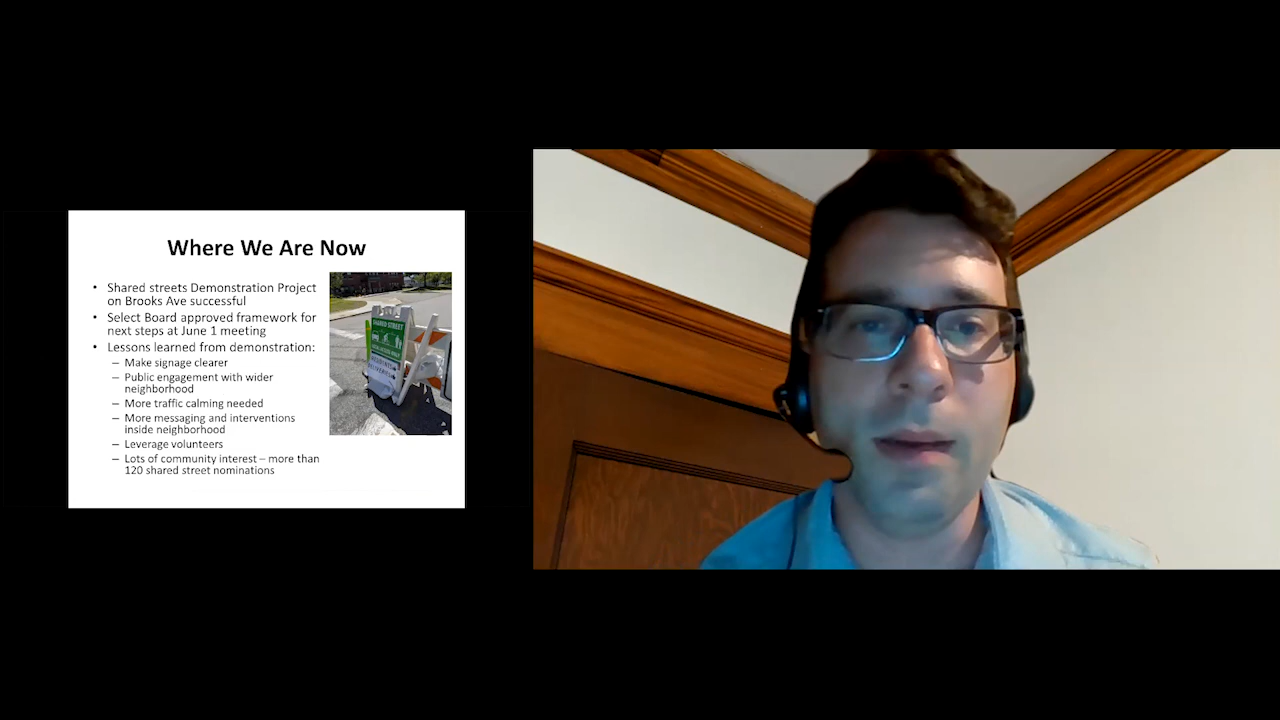 Where We Are Now
• Shared streets Demonstration Project
on Brooks Ave successful
• Select Board approved framework for
next steps at June 1 meeting
• Lessons learned from demonstration:
– Make signage clearer
– Public engagement with wider
neighborhood
– More traffic calming needed
– More messaging and interventions
inside neighborhood
– Leverage volunteers
– Lots of community interest – more than
120 shared street nominations
SHARED STREET